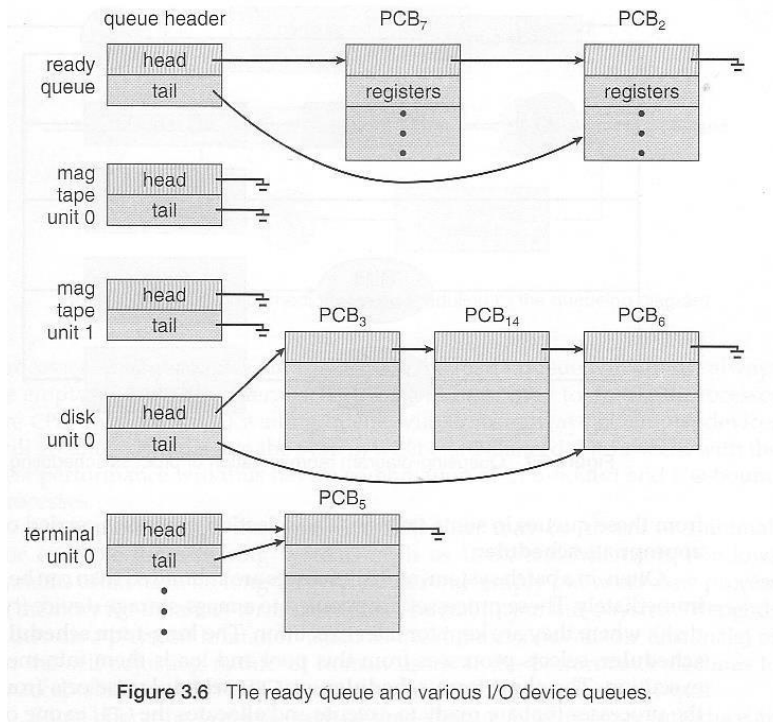 queue header PCB7 PCB2
ready queue
head
tail
registers registers
mag tape unit 0
head
tail
mag tape unit 1
head
tail
PCB3 PCB14 PCB6
disk unit 0
head
tail
PCB5
terminal unit 0
head
tail
Figure 3.6 The ready queue and various I/O device queues.